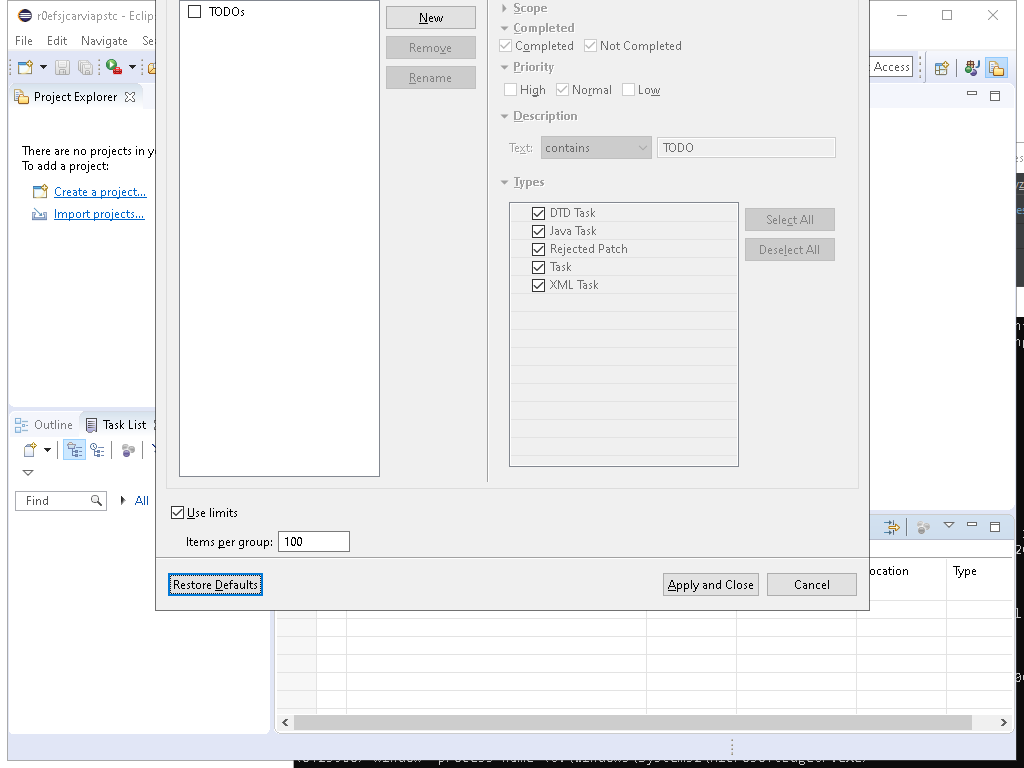 r0efsjcarviapstc - Eclip
File Edit Navigate Se
Access
Project Explorer
There are no projects in y
To add a project:
Create a project...
Import projects...
Outline Task List
Find
All
TODOs
New
Remove
Rename
Scope
Completed
Completed Not Completed
Priority
High Normal Low
Description
Text: contains TODO
Types
DTD Task
Java Task
Rejected Patch
Task
XML Task
Select All
Deselect All
Use limits
Items per group: 100
Restore Defaults Apply and Close Cancel
ocation Type